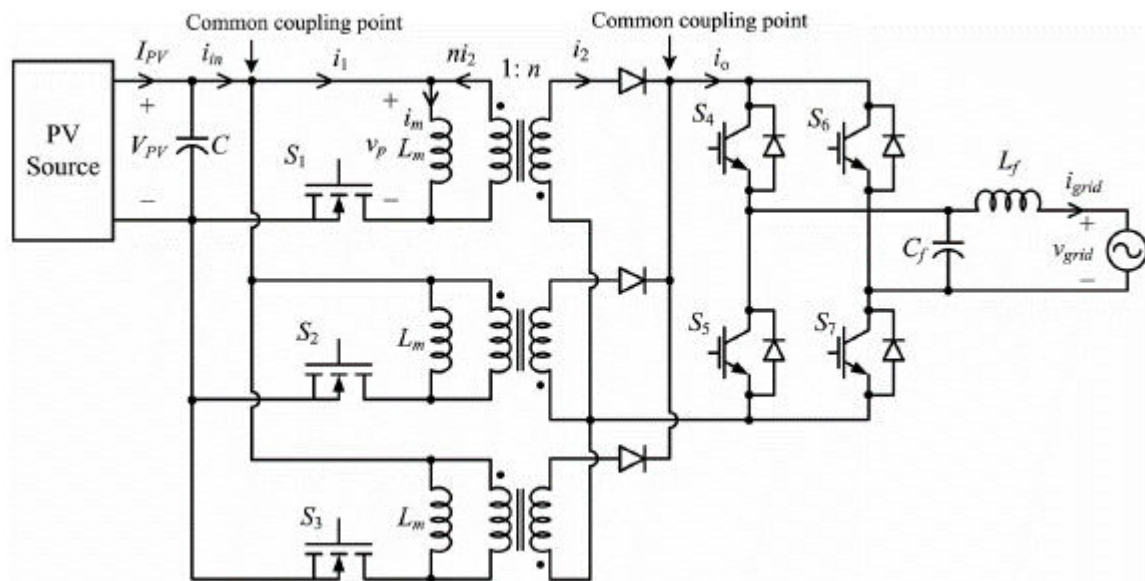 Common coupling point
Common coupling point
I_PV
i_in
i_1
ni_2
1: n
i_2
i_o
PV
Source
+
V_PV
−
C
S_1
+
v_p
−
i_m
L_m
S_4
S_6
L_f
i_grid
C_f
+
v_grid
−
S_2
L_m
S_5
S_7
S_3
L_m